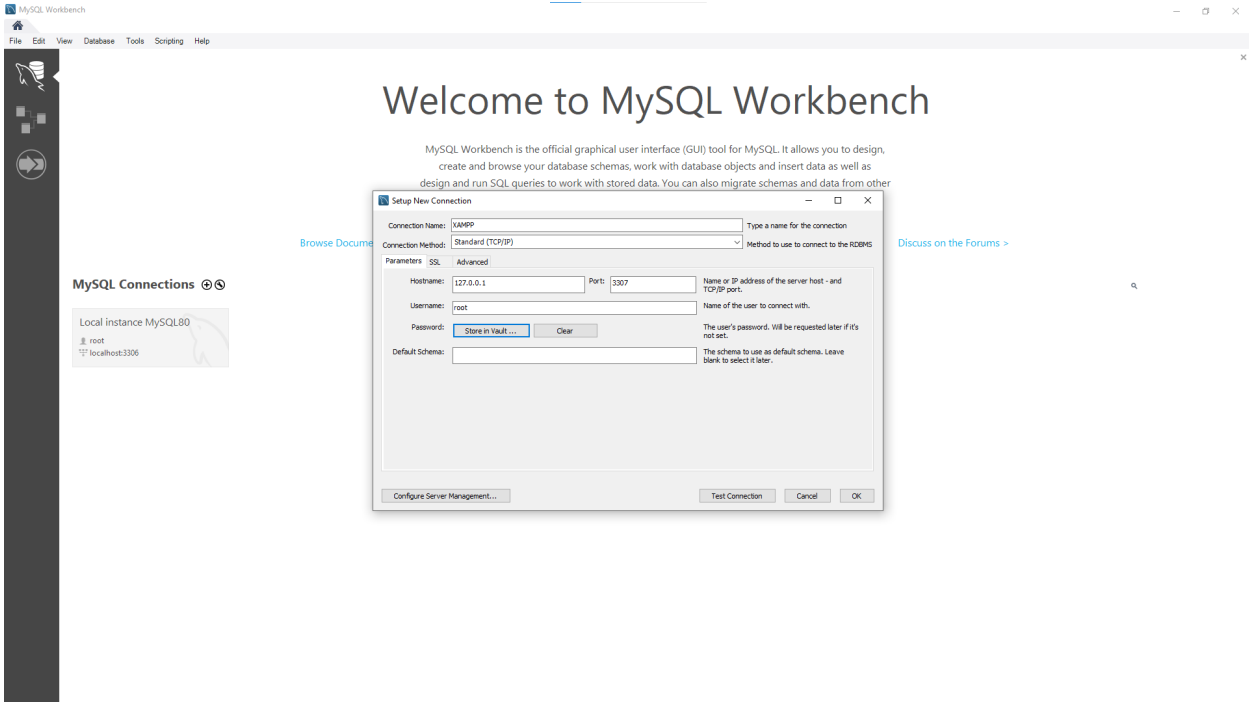 MySQL Workbench
File Edit View Database Tools Scripting Help
Welcome to MySQL Workbench
MySQL Workbench is the official graphical user interface (GUI) tool for MySQL. It allows you to design,
create and browse your database schemas, work with database objects and insert data as well as
design and run SQL queries to work with stored data. You can also migrate schemas and data from other
Browse Docume
Discuss on the Forums >
MySQL Connections
Local instance MySQL80
root
localhost:3306
Setup New Connection
Connection Name: XAMPP Type a name for the connection
Connection Method: Standard (TCP/IP) Method to use to connect to the RDBMS
Parameters SSL Advanced
Hostname: 127.0.0.1 Port: 3307 Name or IP address of the server host - and
TCP/IP port.
Username: root Name of the user to connect with.
Password: Store in Vault ... Clear The user's password. Will be requested later if it's
not set.
Default Schema: The schema to use as default schema. Leave
blank to select it later.
Configure Server Management... Test Connection Cancel OK